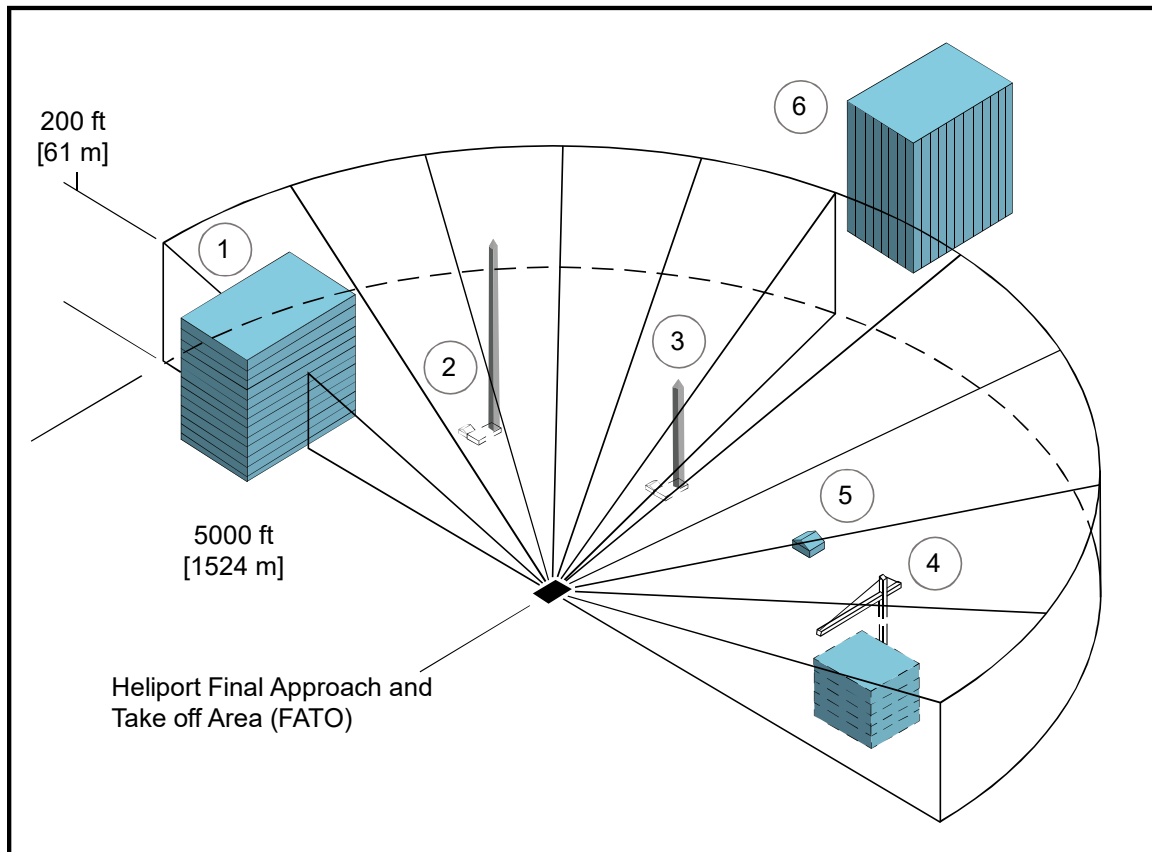 6
200 ft
[61 m]
1
3
2
5
4
5000 ft
[1524 m]
Heliport Final Approach and
Take off Area (FATO)